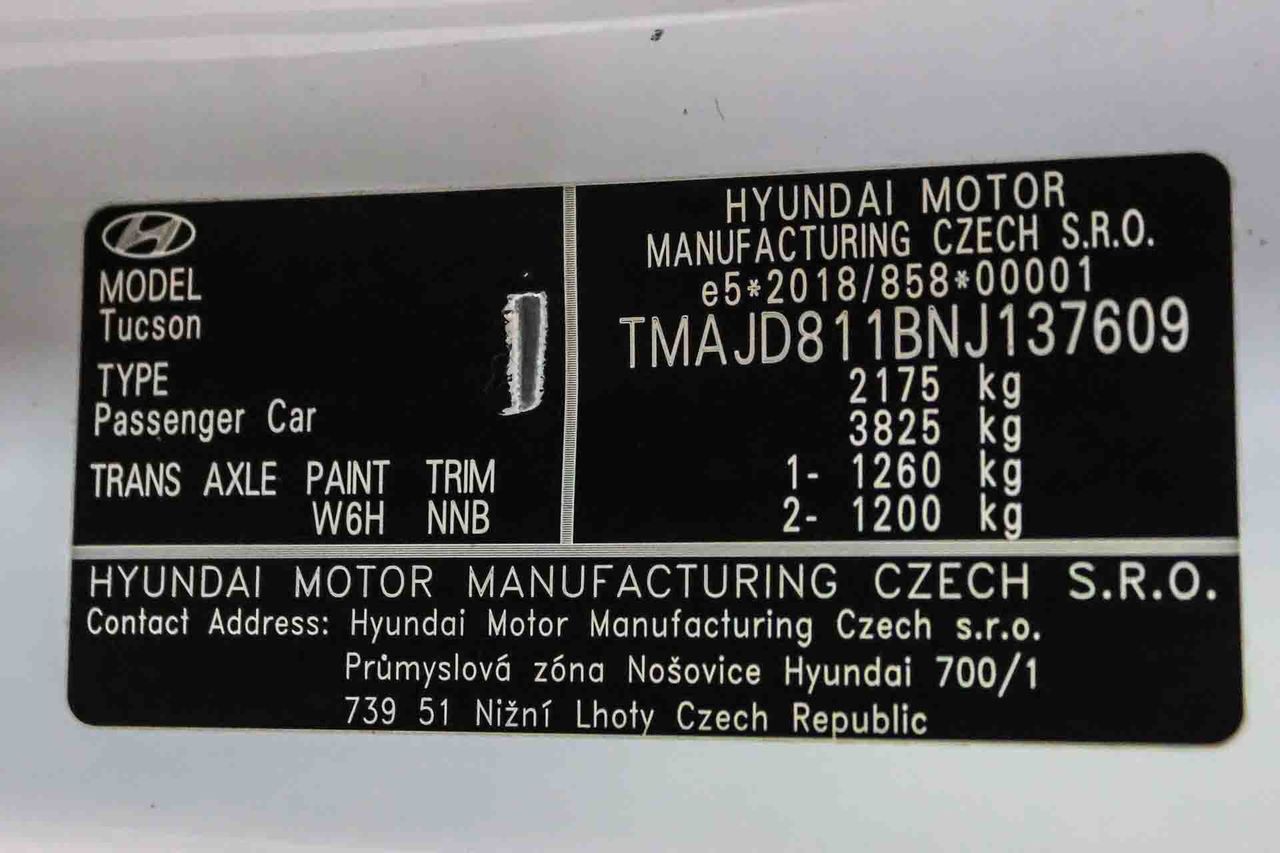 MODEL
Tucson
TYPE
Passenger Car
TRANS AXLE PAINT TRIM
W6H NNB
HYUNDAI MOTOR
MANUFACTURING CZECH S.R.O.
e5*2018/858*00001
TMAJD811BNJ137609
2175 kg
3825 kg
1- 1260 kg
2- 1200 kg
HYUNDAI MOTOR MANUFACTURING CZECH S.R.O.
Contact Address: Hyundai Motor Manufacturing Czech s.r.o.
Průmyslová zóna Nošovice Hyundai 700/1
739 51 Nižní Lhoty Czech Republic